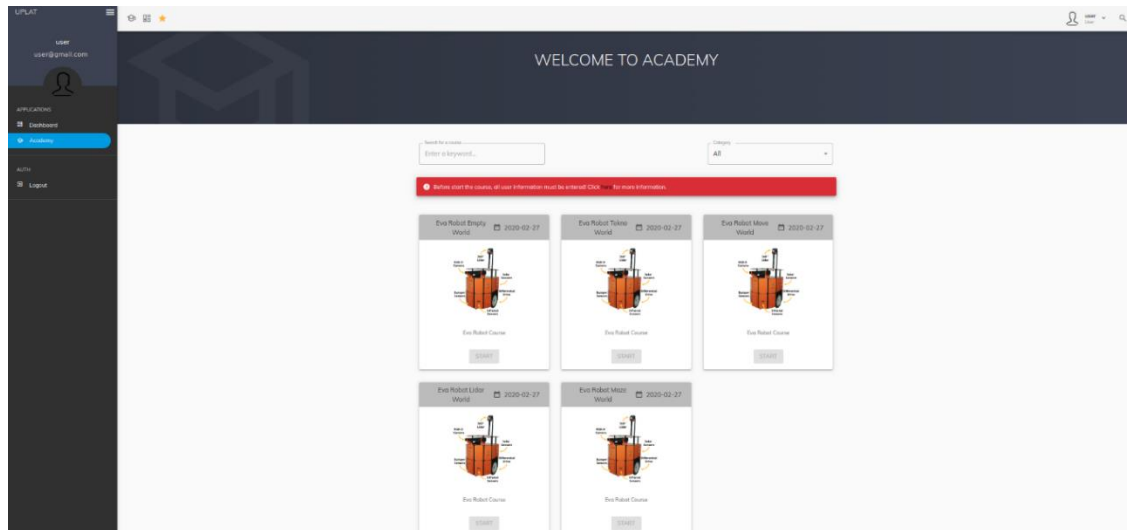 UPLAT
user
user@gmail.com
APPLICATIONS
Dashboard
Academy
AUTH
Logout
user
User
WELCOME TO ACADEMY
Search for a course
Enter a keyword...
Category
All
Before start the course, all user information must be entered! Click here for more information.
Eva Robot Empty World
2020-02-27
Eva Robot Course
START
Eva Robot Tekno World
2020-02-27
Eva Robot Course
START
Eva Robot Move World
2020-02-27
Eva Robot Course
START
Eva Robot Lidar World
2020-02-27
Eva Robot Course
START
Eva Robot Maze World
2020-02-27
Eva Robot Course
START